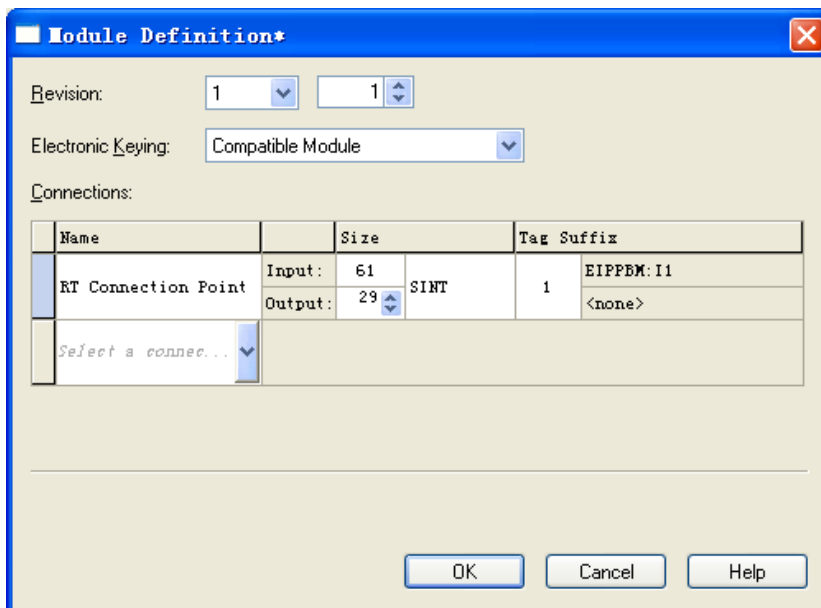 Module Definition*
Revision: 1 1
Electronic Keying: Compatible Module
Connections:
Name Size Tag Suffix
RT Connection Point Input: 61 SINT 1 EIPPBM:I1
Output: 29 <none>
Select a connec...
OK Cancel Help